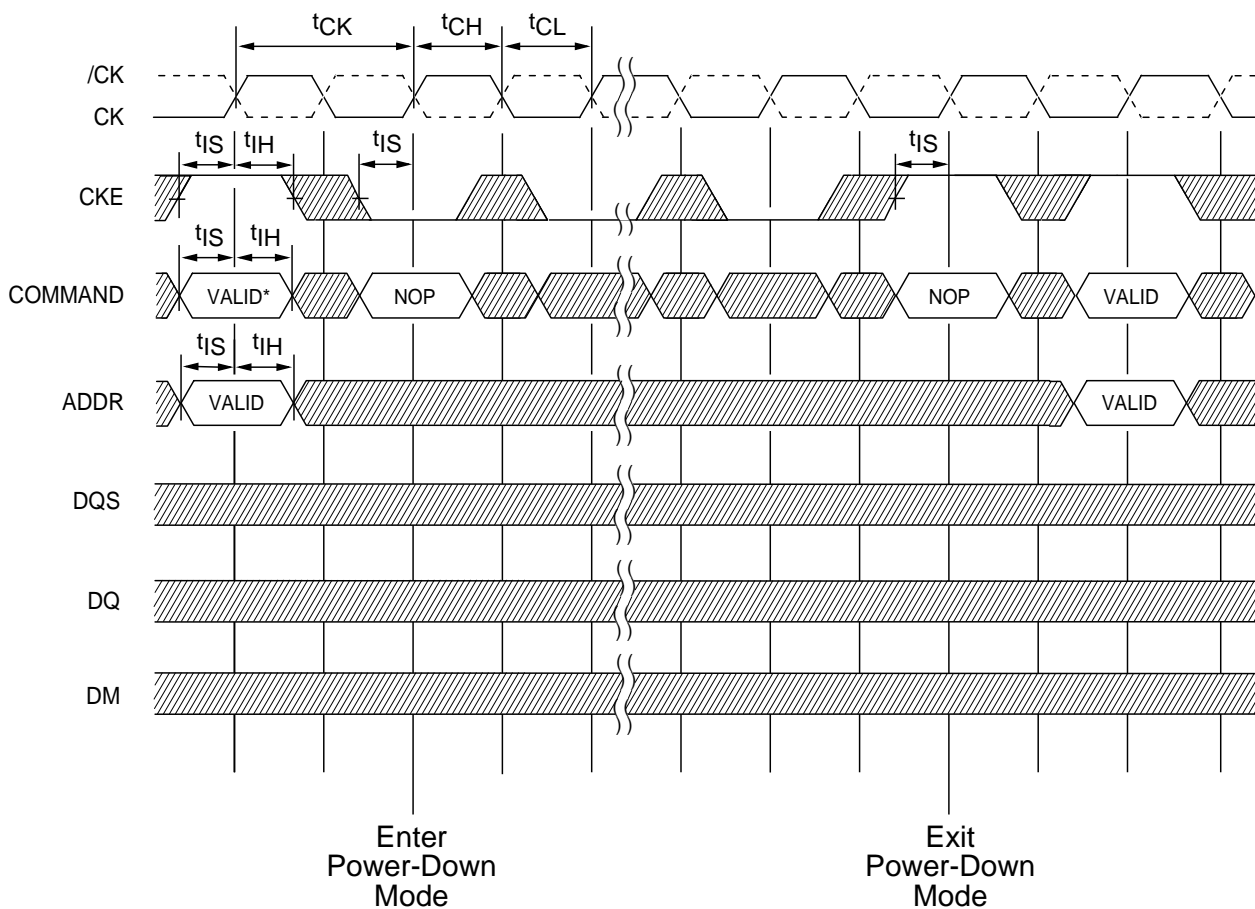 tCK tCH tCL
/CK
CK
tIS tIH tIS tIS
CKE
tIS tIH
COMMAND VALID* NOP NOP VALID
tIS tIH
ADDR VALID VALID
DQS
DQ
DM
Enter Exit
Power-Down Power-Down
Mode Mode